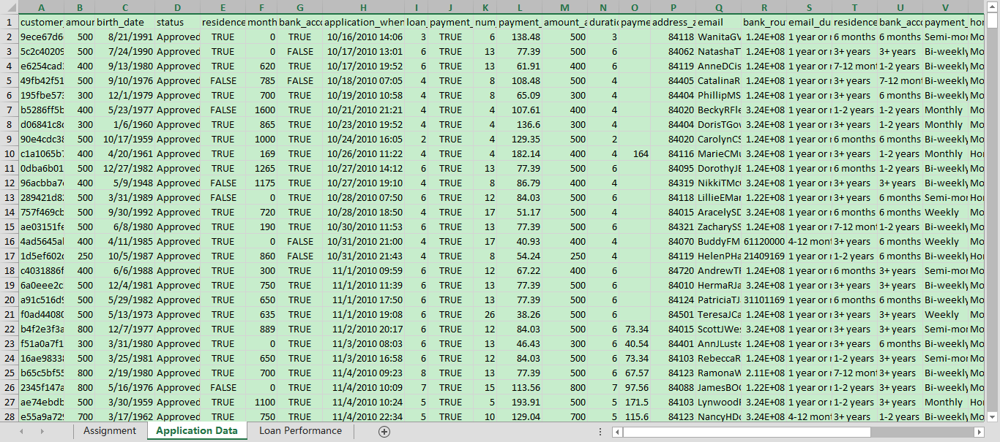 A B C D E F G H I J K L M N O P Q R S T U V
1 customer_ amour birth_date status residence month bank_acc application_when loan_ payment_ num_ payment_ amount_a duratic payme address_z email bank_rout email_du residence bank_acco payment_ hor
2 9ece67d6 500 8/21/1991 Approved TRUE 0 TRUE 10/16/2010 14:06 3 TRUE 6 138.48 500 3 84118 WanitaGV 1.24E+08 1 year or r 6 months 6 months Semi-mor Mo
3 5c2c40209 500 7/24/1990 Approved TRUE 0 FALSE 10/17/2010 13:01 6 TRUE 13 77.39 500 6 84062 NatashaT 1.24E+08 1 year or r 3+ years 3+ years Bi-weekly Mo
4 e6254cad 400 9/13/1980 Approved TRUE 620 TRUE 10/17/2010 19:52 6 TRUE 13 61.91 400 6 84119 AnneDCis 1.24E+08 1 year or r 7-12 mont 1-2 years Bi-weekly Mo
5 49fb42f51 500 9/10/1976 Approved FALSE 785 FALSE 10/18/2010 07:05 4 TRUE 8 108.48 500 4 84405 CatalinaR 1.24E+08 1 year or r 3+ years 7-12 mont Bi-weekly Mo
6 195fbe573 300 12/1/1979 Approved TRUE 700 TRUE 10/19/2010 10:58 4 TRUE 8 65.09 300 4 84404 PhillipMS 1.24E+08 1 year or r 3+ years 6 months Bi-weekly Mo
7 b5286ff5b 400 5/23/1977 Approved FALSE 1600 TRUE 10/21/2010 21:21 4 TRUE 4 107.61 400 4 84020 BeckyRFle 3.24E+08 1 year or r 1-2 years 1-2 years Monthly Mo
8 d06841c8c 300 1/6/1960 Approved TRUE 865 TRUE 10/23/2010 19:52 4 TRUE 4 136.6 300 4 84404 DorisTGov 3.24E+08 1 year or r 3+ years 1-2 years Monthly Mo
9 90e4cdc38 500 10/17/1959 Approved TRUE 1000 TRUE 10/24/2010 16:05 2 TRUE 4 129.35 500 2 84020 CarolynCS 1.24E+08 1 year or r 6 months 6 months Bi-weekly Mo
10 c1a1065b7 400 4/20/1961 Approved TRUE 169 TRUE 10/26/2010 11:22 4 TRUE 4 182.14 400 4 164 84116 MarieCMu 3.24E+08 1 year or r 3+ years 1-2 years Monthly Hor
11 0dba6b01 500 12/27/1982 Approved TRUE 1265 TRUE 10/27/2010 14:12 6 TRUE 13 77.39 500 6 84095 DorothyJE 1.24E+08 1 year or r 6 months 1-2 years Bi-weekly Mo
12 96acbba7 400 5/9/1948 Approved FALSE 1175 TRUE 10/27/2010 19:10 4 TRUE 8 86.79 400 4 84319 NikkiTMc 3.24E+08 1 year or r 3+ years 3+ years Bi-weekly Mo
13 289421d82 500 3/31/1989 Approved FALSE 0 TRUE 10/28/2010 07:50 6 TRUE 12 84.03 500 6 84118 LillieEMar 1.22E+08 1 year or r 3+ years 6 months Semi-mor Hor
14 757f469cb 500 9/30/1992 Approved TRUE 720 TRUE 10/28/2010 18:50 4 TRUE 17 51.17 500 4 84015 AracelySD 3.24E+08 1 year or r 6 months 6 months Weekly Mo
15 ae03151fe 500 6/8/1980 Approved TRUE 190 TRUE 10/30/2010 11:53 6 TRUE 13 77.39 500 6 84321 ZacharySS 1.24E+08 1 year or r 7-12 mont 1-2 years Bi-weekly Mo
16 4ad5645al 400 4/11/1985 Approved TRUE 0 FALSE 10/31/2010 21:00 4 TRUE 17 40.93 400 4 84070 BuddyFM 61120000 4-12 mont 3+ years 6 months Weekly Mo
17 1d5ef602c 250 10/5/1987 Approved TRUE 860 FALSE 10/31/2010 21:43 4 TRUE 8 54.24 250 4 84119 HelenPHa 21409169 1 year or r 1-2 years 6 months Bi-weekly Hor
18 c4031886f 400 6/6/1988 Approved TRUE 300 TRUE 11/1/2010 09:59 6 TRUE 12 67.22 400 6 84720 AndrewTF 1.24E+08 1 year or r 6 months 3+ years Semi-mor Mo
19 6a0eee2c 500 12/4/1981 Approved TRUE 750 TRUE 11/1/2010 11:39 6 TRUE 13 77.39 500 6 84010 HermaRJa 3.24E+08 1 year or r 3+ years 3+ years Bi-weekly Mo
20 a91c516d9 500 5/29/1982 Approved TRUE 650 TRUE 11/1/2010 17:50 6 TRUE 13 77.39 500 6 84124 PatriciaTJ 31101169 1 year or r 6 months 6 months Bi-weekly Mo
21 f0ad44080 500 5/13/1973 Approved TRUE 635 TRUE 11/1/2010 19:08 6 TRUE 26 38.26 500 6 84501 TeresaJCa 1.24E+08 1 year or r 3+ years 3+ years Weekly Mo
22 b4f2e3f3a 800 12/7/1977 Approved TRUE 889 TRUE 11/2/2010 20:17 6 TRUE 12 84.03 500 6 73.34 84015 ScottJWes 3.24E+08 1 year or r 3+ years 3+ years Semi-mor Mo
23 f51a0a7f1 300 3/31/1980 Approved TRUE 0 TRUE 11/3/2010 08:03 6 TRUE 13 46.43 300 6 40.54 84401 AnnJLuste 1.24E+08 1 year or r 3+ years 6 months Bi-weekly Mo
24 16ae9833 500 3/25/1981 Approved TRUE 650 TRUE 11/3/2010 16:58 6 TRUE 12 84.03 500 6 73.34 84103 RebeccaR 1.24E+08 1 year or r 1-2 years 3+ years Semi-mor Mo
25 b65c5bf55 800 2/19/1980 Approved TRUE 700 TRUE 11/4/2010 09:23 8 TRUE 13 77.39 500 6 67.57 84123 RamonaW 2.11E+08 1 year or r 7-12 mont 3+ years Bi-weekly Mo
26 2345f147a 800 5/16/1976 Approved FALSE 0 TRUE 11/4/2010 10:09 7 TRUE 15 113.56 800 7 97.56 84088 JamesBOC 1.22E+08 1 year or r 1-2 years 3+ years Bi-weekly Mo
27 ae74ebdb 500 3/30/1959 Approved TRUE 1100 TRUE 11/4/2010 10:24 5 TRUE 5 193.91 500 5 171.5 84103 LynwoodF 3.24E+08 1 year or r 1-2 years 3+ years Monthly Hor
28 e55a9a729 700 3/17/1962 Approved TRUE 750 TRUE 11/4/2010 22:34 5 TRUE 10 129.04 700 5 115.6 84123 NancyHDc 3.24E+08 4-12 mont 3+ years 1-2 years Bi-weekly Mo
Assignment Application Data Loan Performance